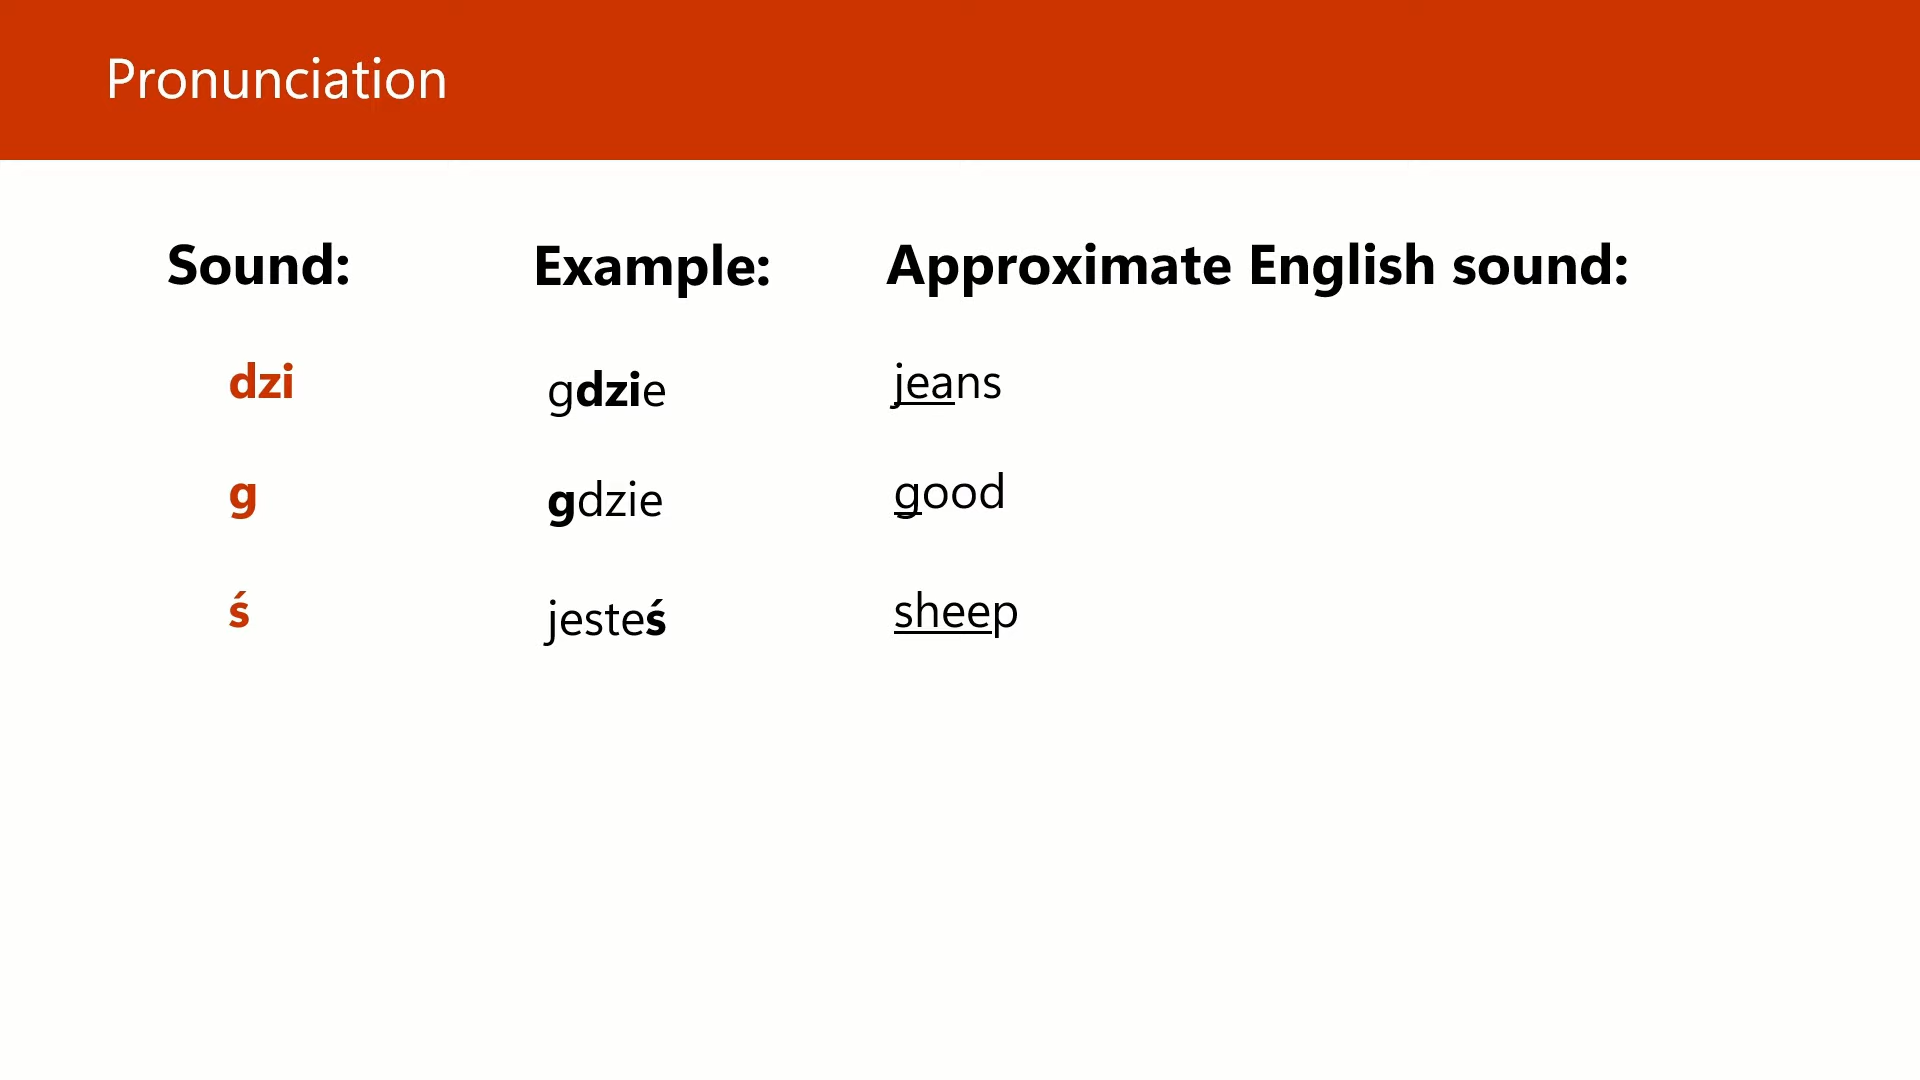 Pronunciation
Sound: Example: Approximate English sound:
dzi gdzie jeans
g gdzie good
ś jesteś sheep